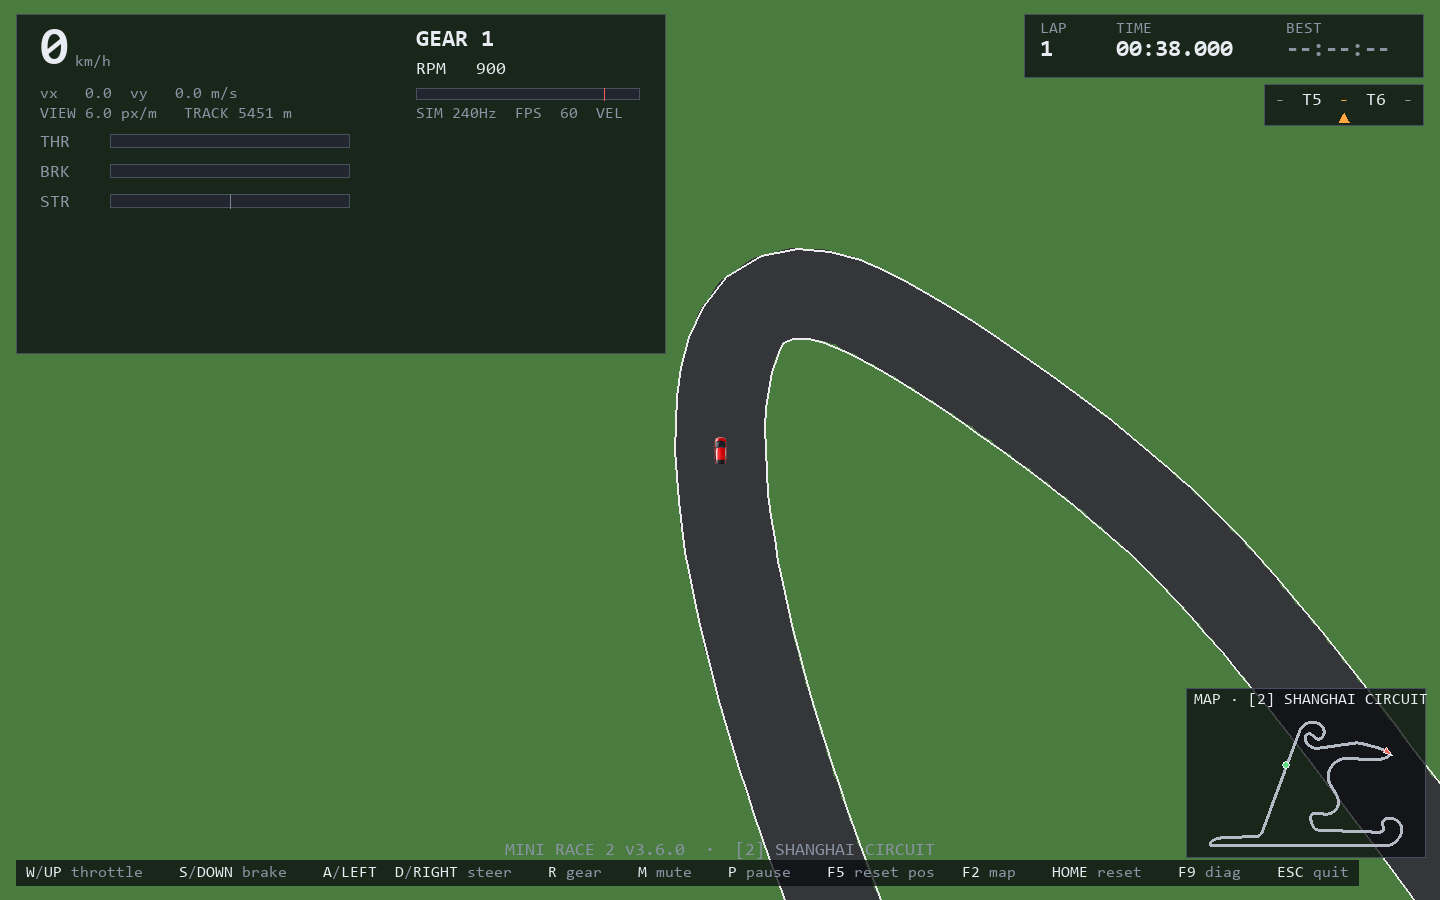 0 km/h
GEAR 1
RPM 900
vx 0.0 vy 0.0 m/s
VIEW 6.0 px/m TRACK 5451 m
SIM 240Hz FPS 60 VEL
THR
BRK
STR
LAP TIME BEST
1 00:38.000 --:--:--
- T5 - T6 -
MAP · [2] SHANGHAI CIRCUIT
MINI RACE 2 v3.6.0 · [2] SHANGHAI CIRCUIT
W/UP throttle S/DOWN brake A/LEFT D/RIGHT steer R gear M mute P pause F5 reset pos F2 map HOME reset F9 diag ESC quit